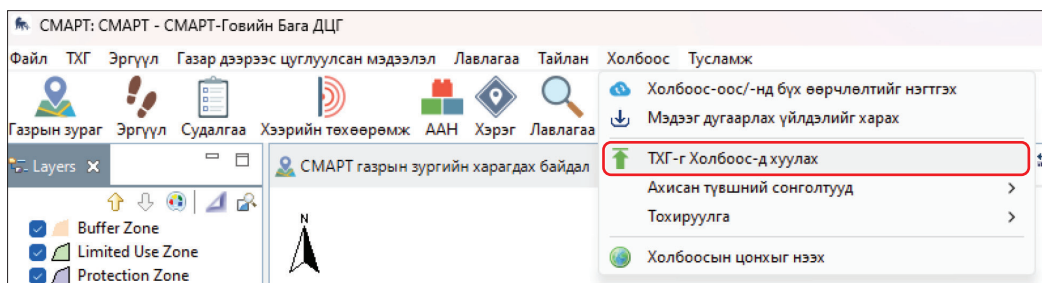 СМАРТ: СМАРТ - СМАРТ-Говийн Бага ДЦГ
Файл ТХГ Эргүүл Газар дээрээс цуглуулсан мэдээлэл Лавлагаа Тайлан Холбоос Тусламж
Газрын зураг Эргүүл Судалгаа Хээрийн төхөөрөмж ААН Хэрэг Лавлагаа
Холбоос-оос/-нд бүх өөрчлөлтийг нэгтгэх
Мэдээг дугаарлах үйлдэлийг харах
ТХГ-г Холбоос-д хуулах
Ахисан түвшний сонголтууд
Тохируулга
Холбоосын цонхыг нээх
Layers
СМАРТ газрын зургийн харагдах байдал
N
Buffer Zone
Limited Use Zone
Protection Zone